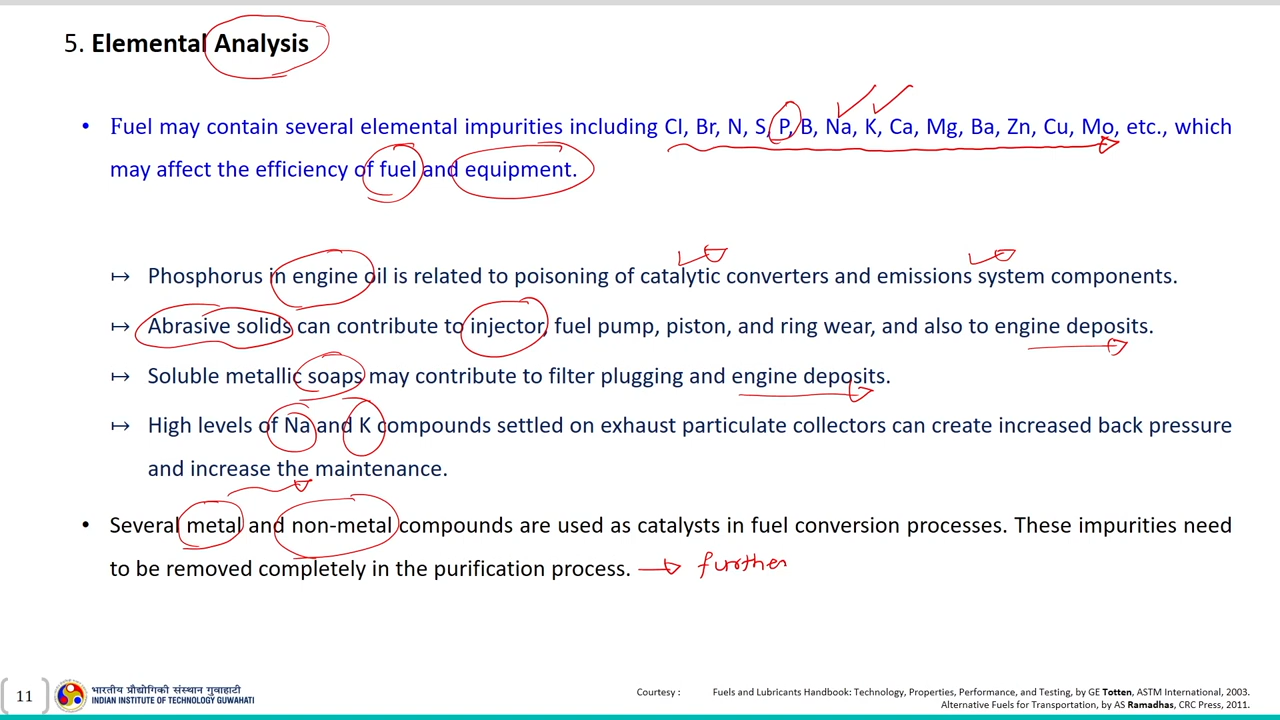 5. Elemental Analysis
• Fuel may contain several elemental impurities including Cl, Br, N, S, P, B, Na, K, Ca, Mg, Ba, Zn, Cu, Mo, etc., which
may affect the efficiency of fuel and equipment.
↦ Phosphorus in engine oil is related to poisoning of catalytic converters and emissions system components.
↦ Abrasive solids can contribute to injector, fuel pump, piston, and ring wear, and also to engine deposits.
↦ Soluble metallic soaps may contribute to filter plugging and engine deposits.
↦ High levels of Na and K compounds settled on exhaust particulate collectors can create increased back pressure
and increase the maintenance.
• Several metal and non-metal compounds are used as catalysts in fuel conversion processes. These impurities need
to be removed completely in the purification process. → further
11
भारतीय प्रौद्योगिकी संस्थान गुवाहाटी
INDIAN INSTITUTE OF TECHNOLOGY GUWAHATI
Courtesy : Fuels and Lubricants Handbook: Technology, Properties, Performance, and Testing, by GE Totten, ASTM International, 2003.
Alternative Fuels for Transportation, by AS Ramadhas, CRC Press, 2011.